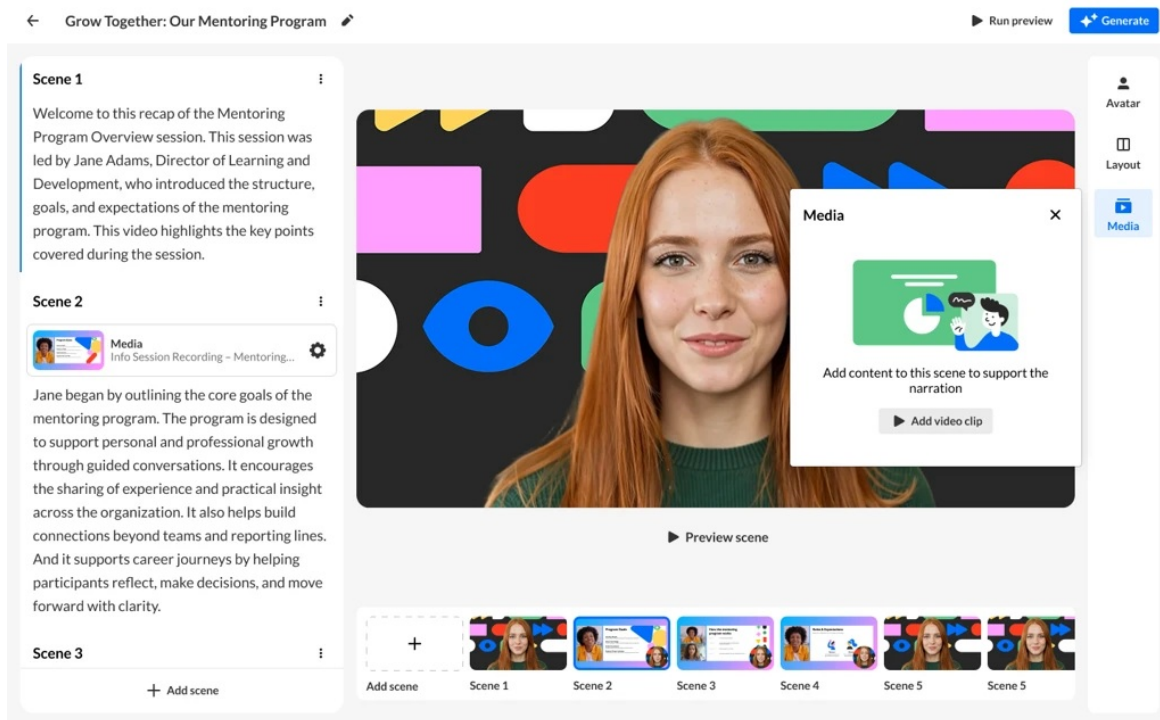 Grow Together: Our Mentoring Program
Run preview
Generate
Scene 1
Welcome to this recap of the Mentoring
Program Overview session. This session was
led by Jane Adams, Director of Learning and
Development, who introduced the structure,
goals, and expectations of the mentoring
program. This video highlights the key points
covered during the session.
Scene 2
Media
Info Session Recording – Mentoring...
Jane began by outlining the core goals of the
mentoring program. The program is designed
to support personal and professional growth
through guided conversations. It encourages
the sharing of experience and practical insight
across the organization. It also helps build
connections beyond teams and reporting lines.
And it supports career journeys by helping
participants reflect, make decisions, and move
forward with clarity.
Scene 3
Add scene
Media
Add content to this scene to support the
narration
Add video clip
Preview scene
Add scene
Scene 1
Scene 2
Scene 3
Scene 4
Scene 5
Scene 5
Avatar
Layout
Media